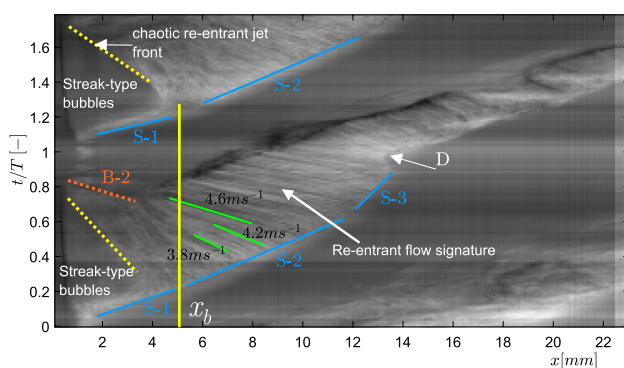 1.6
1.4
1.2
1
0.8
0.6
0.4
0.2
0
t/T [−]
chaotic re-entrant jet
front
Streak-type
bubbles
S-2
S-1
D
B-2
4.6ms⁻¹
S-3
4.2ms⁻¹
3.8ms⁻¹
Re-entrant flow signature
Streak-type
bubbles
S-2
S-1
x_b
2 4 6 8 10 12 14 16 18 20 22
x[mm]